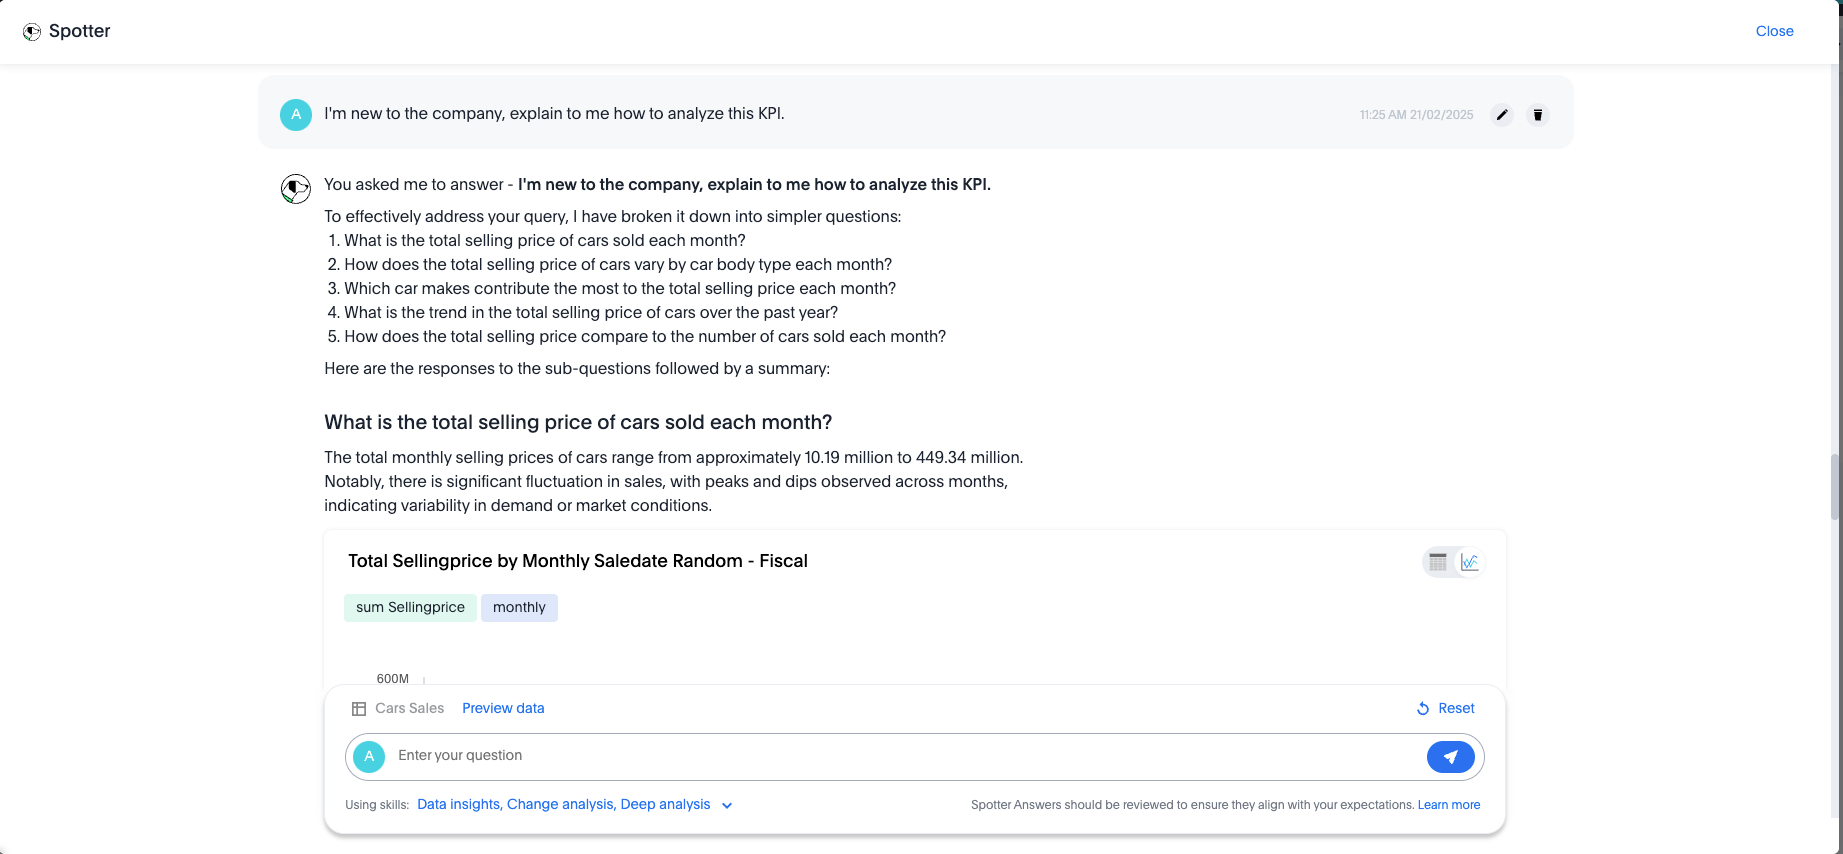 Spotter
Close
A
I'm new to the company, explain to me how to analyze this KPI.
11:25 AM 21/02/2025
You asked me to answer - I'm new to the company, explain to me how to analyze this KPI.
To effectively address your query, I have broken it down into simpler questions:
1. What is the total selling price of cars sold each month?
2. How does the total selling price of cars vary by car body type each month?
3. Which car makes contribute the most to the total selling price each month?
4. What is the trend in the total selling price of cars over the past year?
5. How does the total selling price compare to the number of cars sold each month?
Here are the responses to the sub-questions followed by a summary:
What is the total selling price of cars sold each month?
The total monthly selling prices of cars range from approximately 10.19 million to 449.34 million.
Notably, there is significant fluctuation in sales, with peaks and dips observed across months,
indicating variability in demand or market conditions.
Total Sellingprice by Monthly Saledate Random - Fiscal
sum Sellingprice
monthly
600M
Cars Sales
Preview data
Reset
A
Enter your question
Using skills: Data insights, Change analysis, Deep analysis
Spotter Answers should be reviewed to ensure they align with your expectations. Learn more